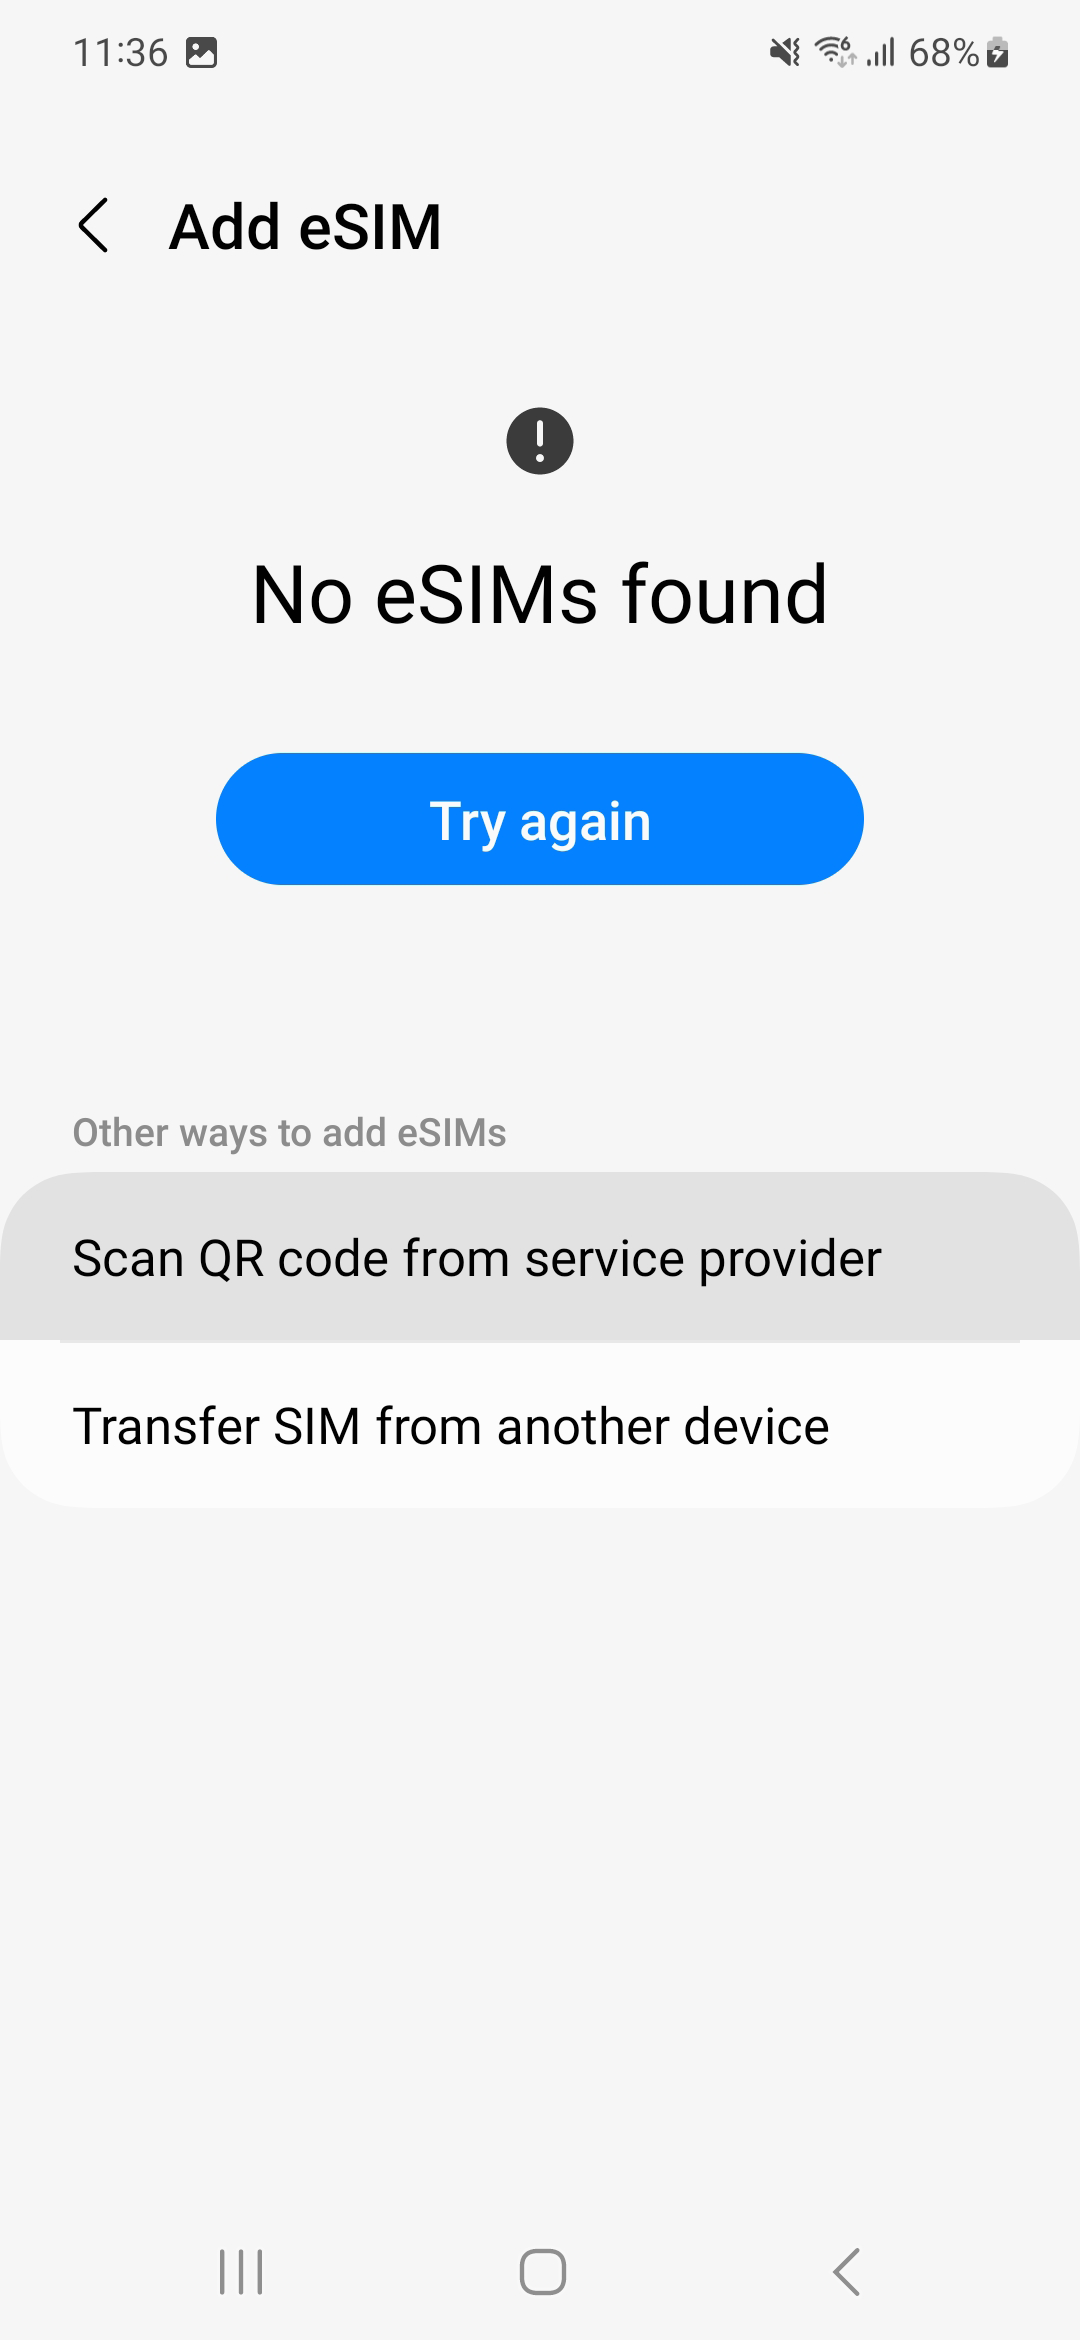 11:36 68%
Add eSIM
No eSIMs found
Try again
Other ways to add eSIMs
Scan QR code from service provider
Transfer SIM from another device